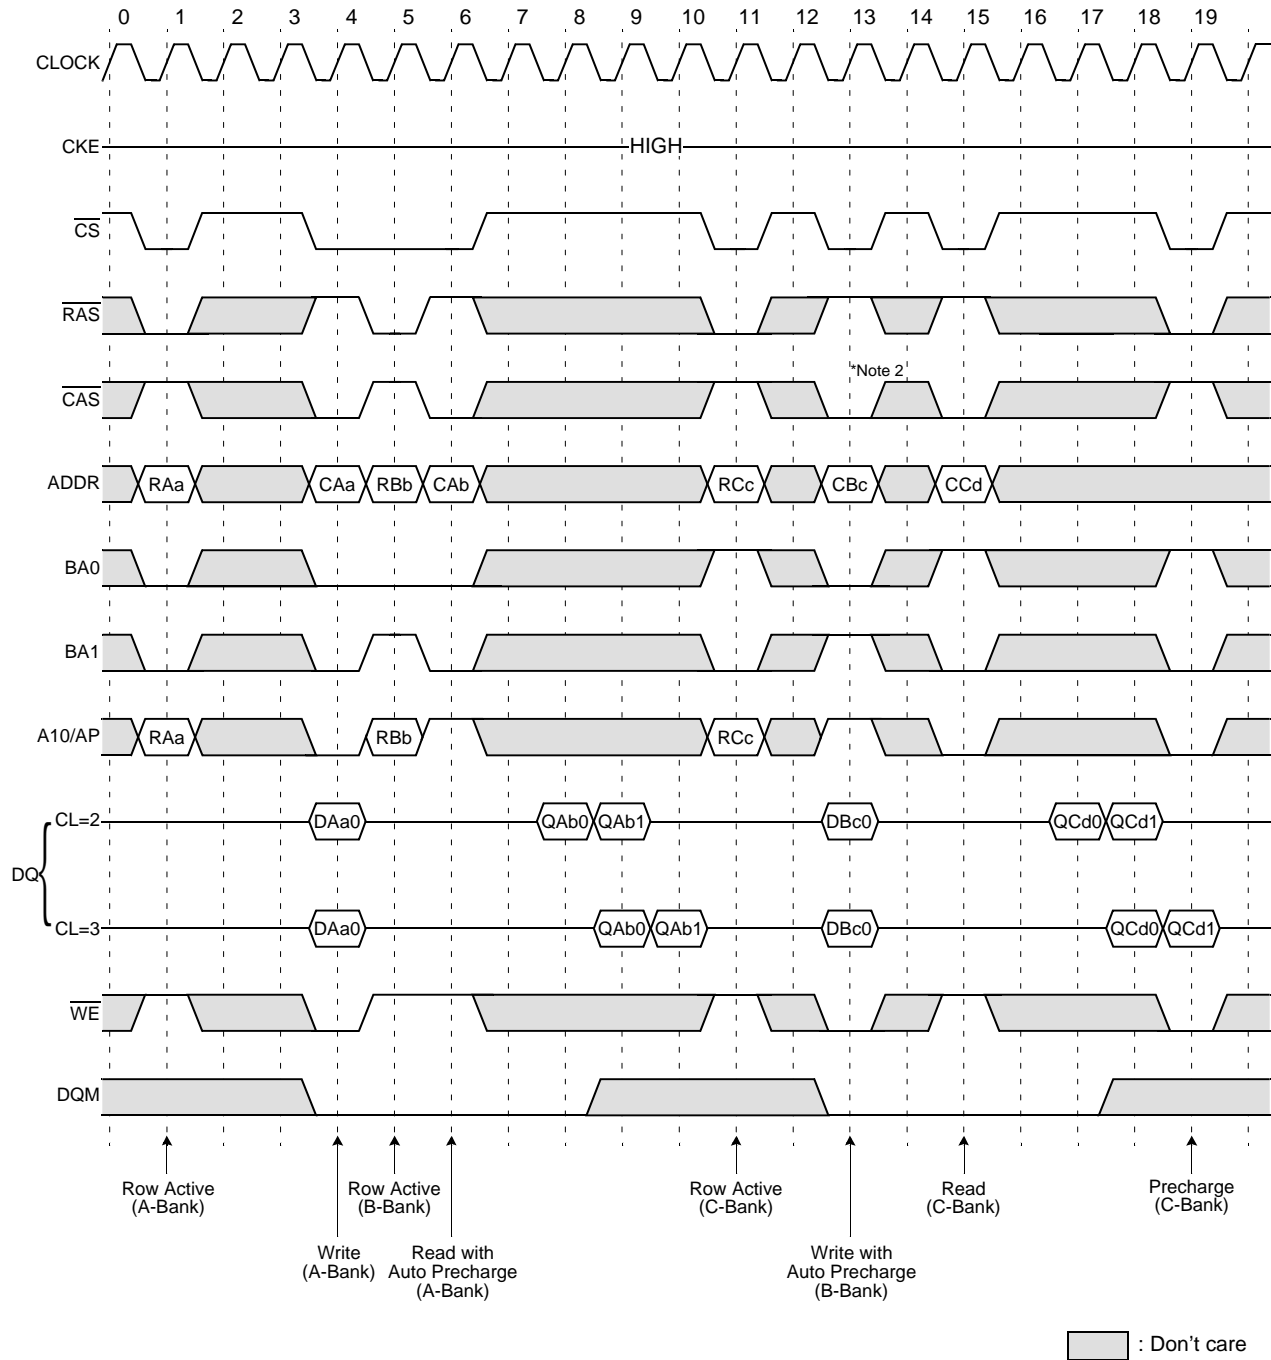 0 1 2 3 4 5 6 7 8 9 10 11 12 13 14 15 16 17 18 19
CLOCK
CKE HIGH
CS
RAS
*Note 2
CAS
ADDR RAa CAa RBb CAb RCc CBc CCd
BA0
BA1
A10/AP RAa RBb RCc
CL=2 DAa0 QAb0 QAb1 DBc0 QCd0 QCd1
DQ
CL=3 DAa0 QAb0 QAb1 DBc0 QCd0 QCd1
WE
DQM
Row Active
(A-Bank)
Row Active
(B-Bank)
Row Active
(C-Bank)
Read
(C-Bank)
Precharge
(C-Bank)
Write
(A-Bank)
Read with
Auto Precharge
(A-Bank)
Write with
Auto Precharge
(B-Bank)
: Don't care